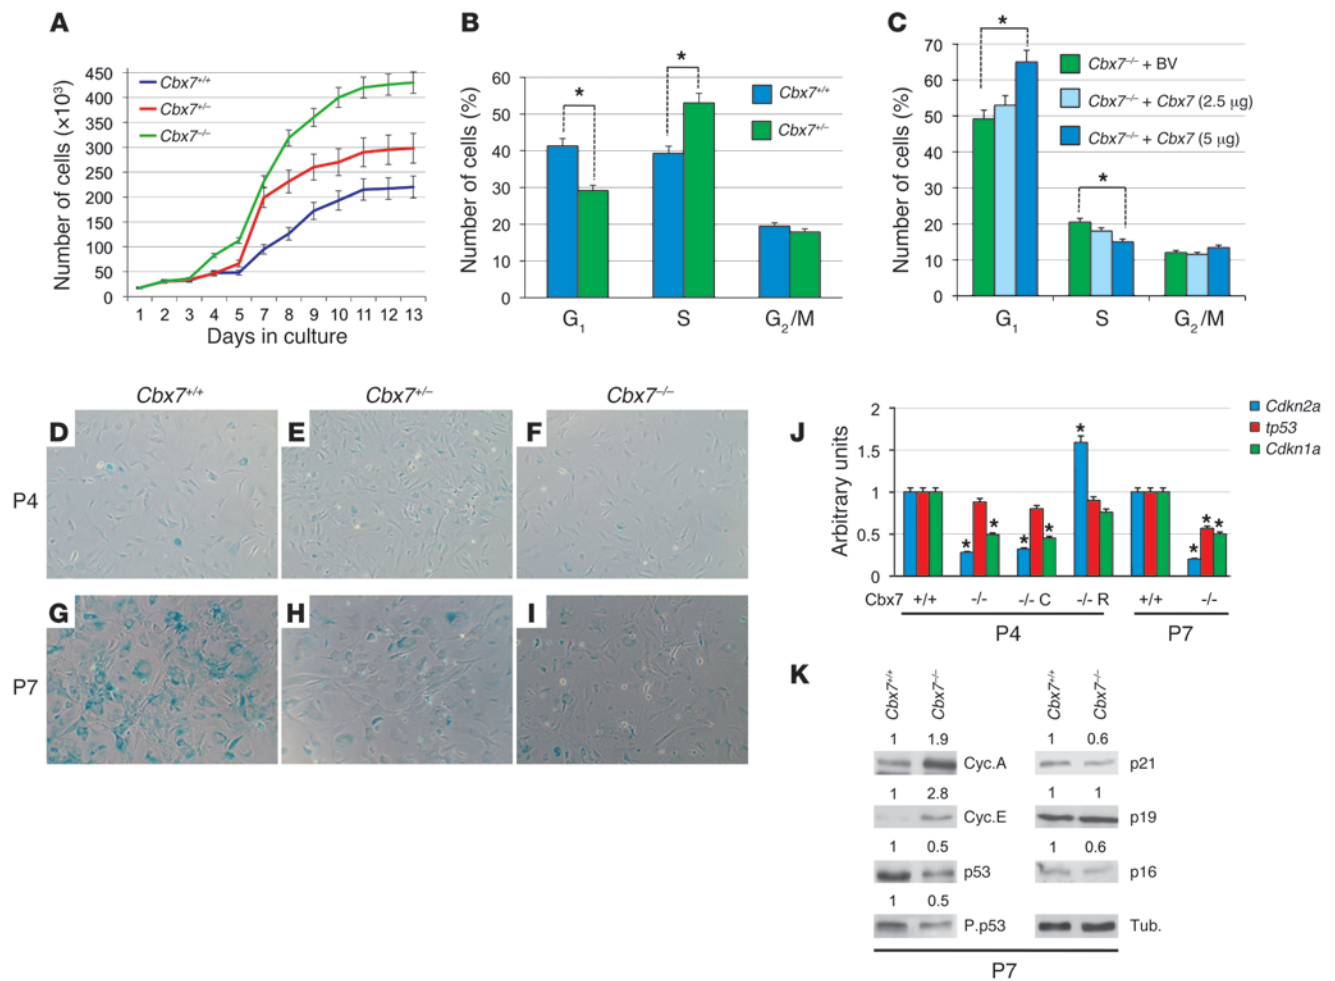 A
Number of cells (×10³)
450
400
350
300
250
200
150
100
50
0
Cbx7+/+
Cbx7+/–
Cbx7–/–
1 2 3 4 5 7 8 9 10 11 12 13
Days in culture
B
Number of cells (%)
60
50
40
30
20
10
0
*
*
Cbx7+/+
Cbx7+/–
G1 S G2/M
C
Number of cells (%)
70
60
50
40
30
20
10
0
*
*
Cbx7–/– + BV
Cbx7–/– + Cbx7 (2.5 µg)
Cbx7–/– + Cbx7 (5 µg)
G1 S G2/M
Cbx7+/+ Cbx7+/– Cbx7–/–
D E F
P4
G H I
P7
J
Arbitrary units
2
1.5
1
0.5
0
* * * * * * * *
Cdkn2a
tp53
Cdkn1a
Cbx7 +/+ -/- -/- C -/- R +/+ -/-
P4 P7
K
Cbx7+/+ Cbx7–/– Cbx7+/+ Cbx7–/–
1 1.9 1 0.6
Cyc.A p21
1 2.8 1 1
Cyc.E p19
1 0.5 1 0.6
p53 p16
1 0.5
P.p53 Tub.
P7